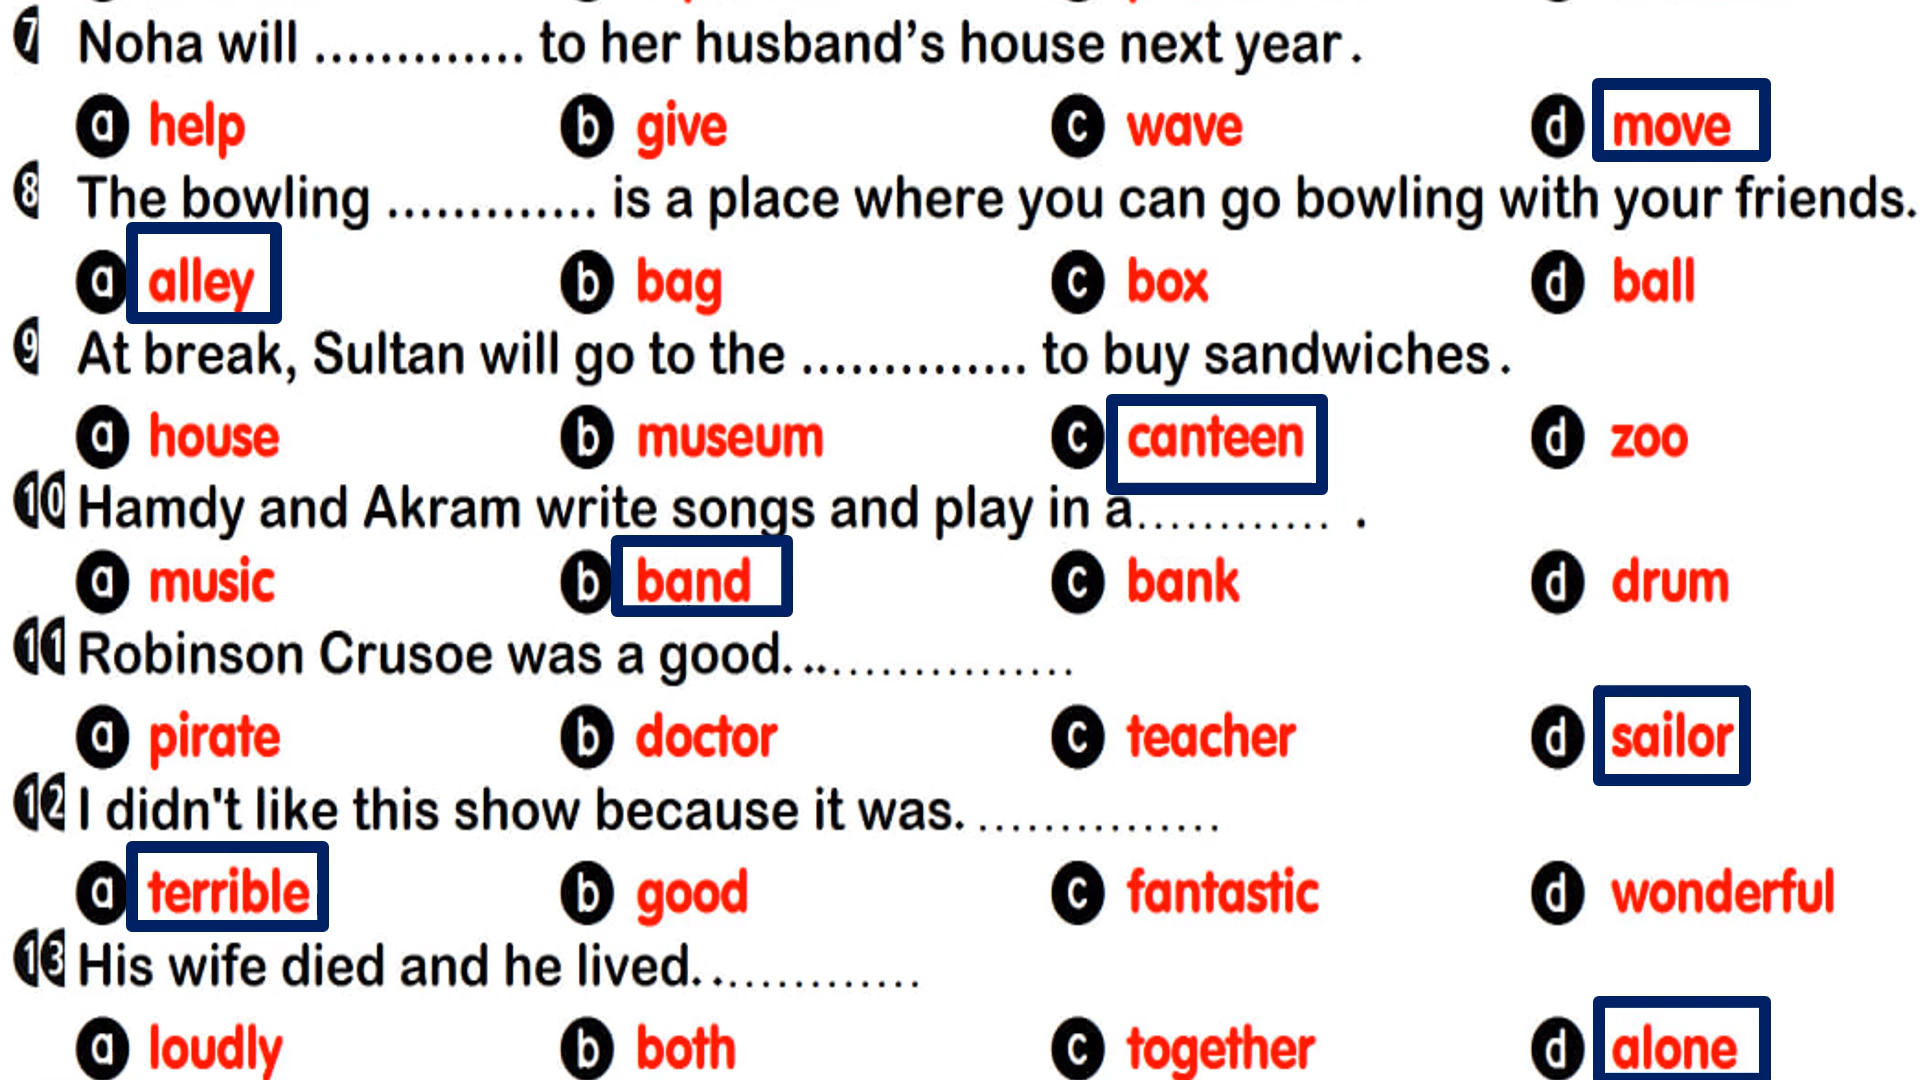 7 Noha will ............. to her husband's house next year .
a help b give c wave d move
8 The bowling ............. is a place where you can go bowling with your friends.
a alley b bag c box d ball
9 At break, Sultan will go to the .............. to buy sandwiches .
a house b museum c canteen d zoo
10 Hamdy and Akram write songs and play in a............ .
a music b band c bank d drum
11 Robinson Crusoe was a good. ................
a pirate b doctor c teacher d sailor
12 I didn't like this show because it was. ...............
a terrible b good c fantastic d wonderful
13 His wife died and he lived. .............
a loudly b both c together d alone